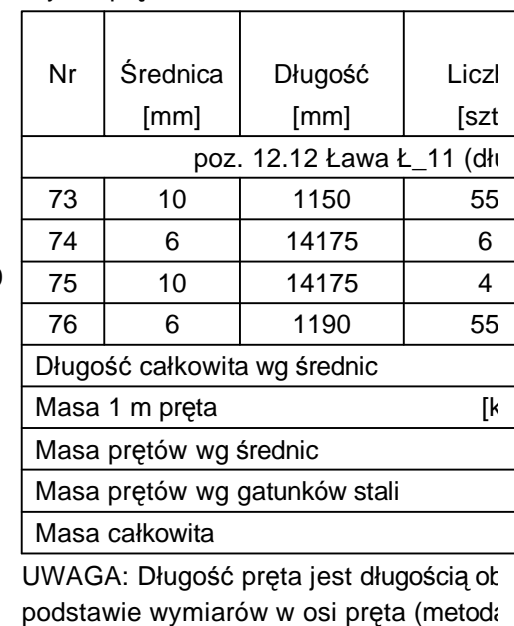 Nr Średnica Długość
[mm] [mm] [szt
poz. 12.12 Ława Ł_11
73 10 1150 55
74 6 14175 6
75 10 14175 4
76 6 1190 55
Długość całkowita wg średnic
Masa 1 m pręta
Masa prętów wg średnic
Masa prętów wg gatunków stali
Masa całkowita
UWAGA: Długość pręta jest długością
podstawie wymiarów w osi pręta